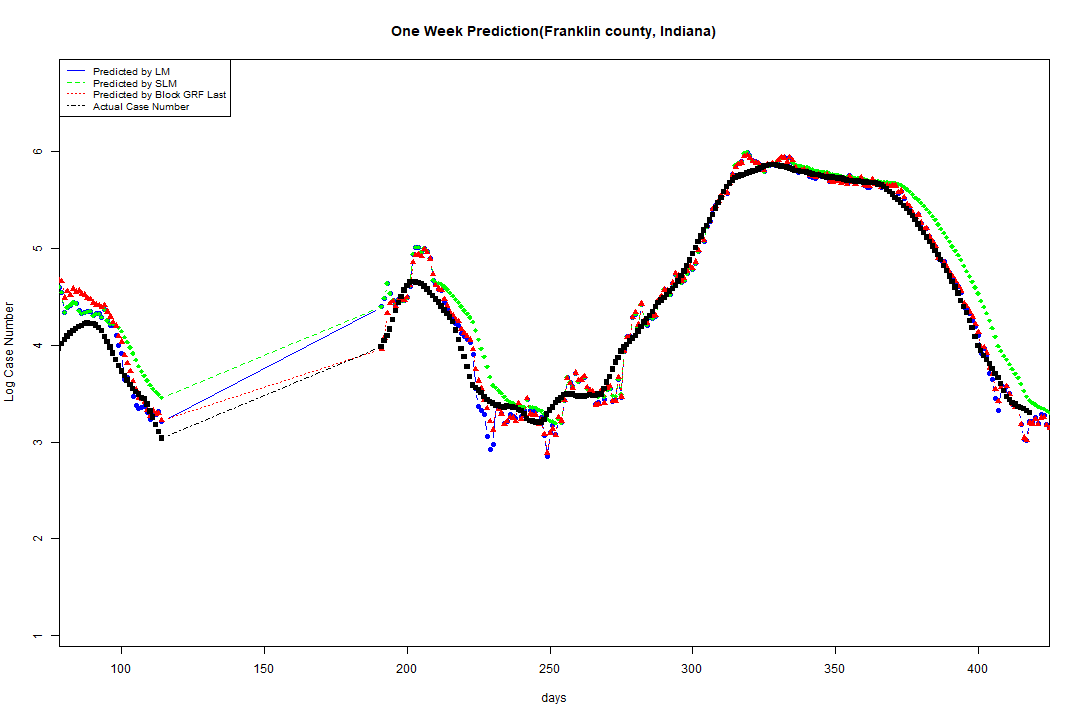 One Week Prediction(Franklin county, Indiana)
Predicted by LM
Predicted by SLM
Predicted by Block GRF Last
Actual Case Number
Log Case Number
6
5
4
3
2
1
100 150 200 250 300 350 400
days